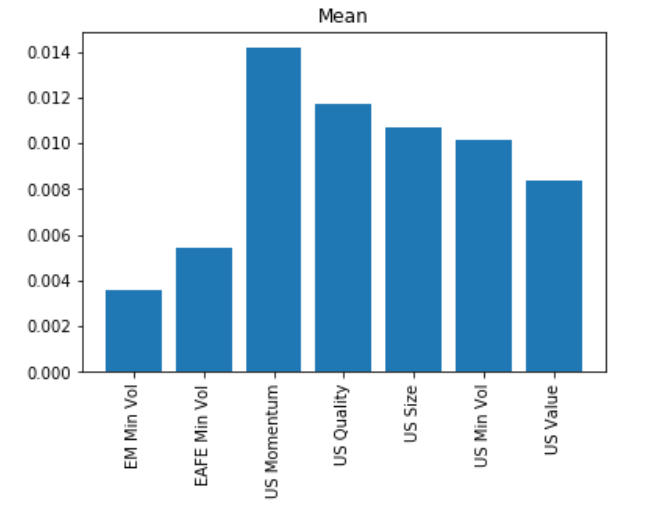 Mean
0.014
0.012
0.010
0.008
0.006
0.004
0.002
0.000
EM Min Vol
EAFE Min Vol
US Momentum
US Quality
US Size
US Min Vol
US Value